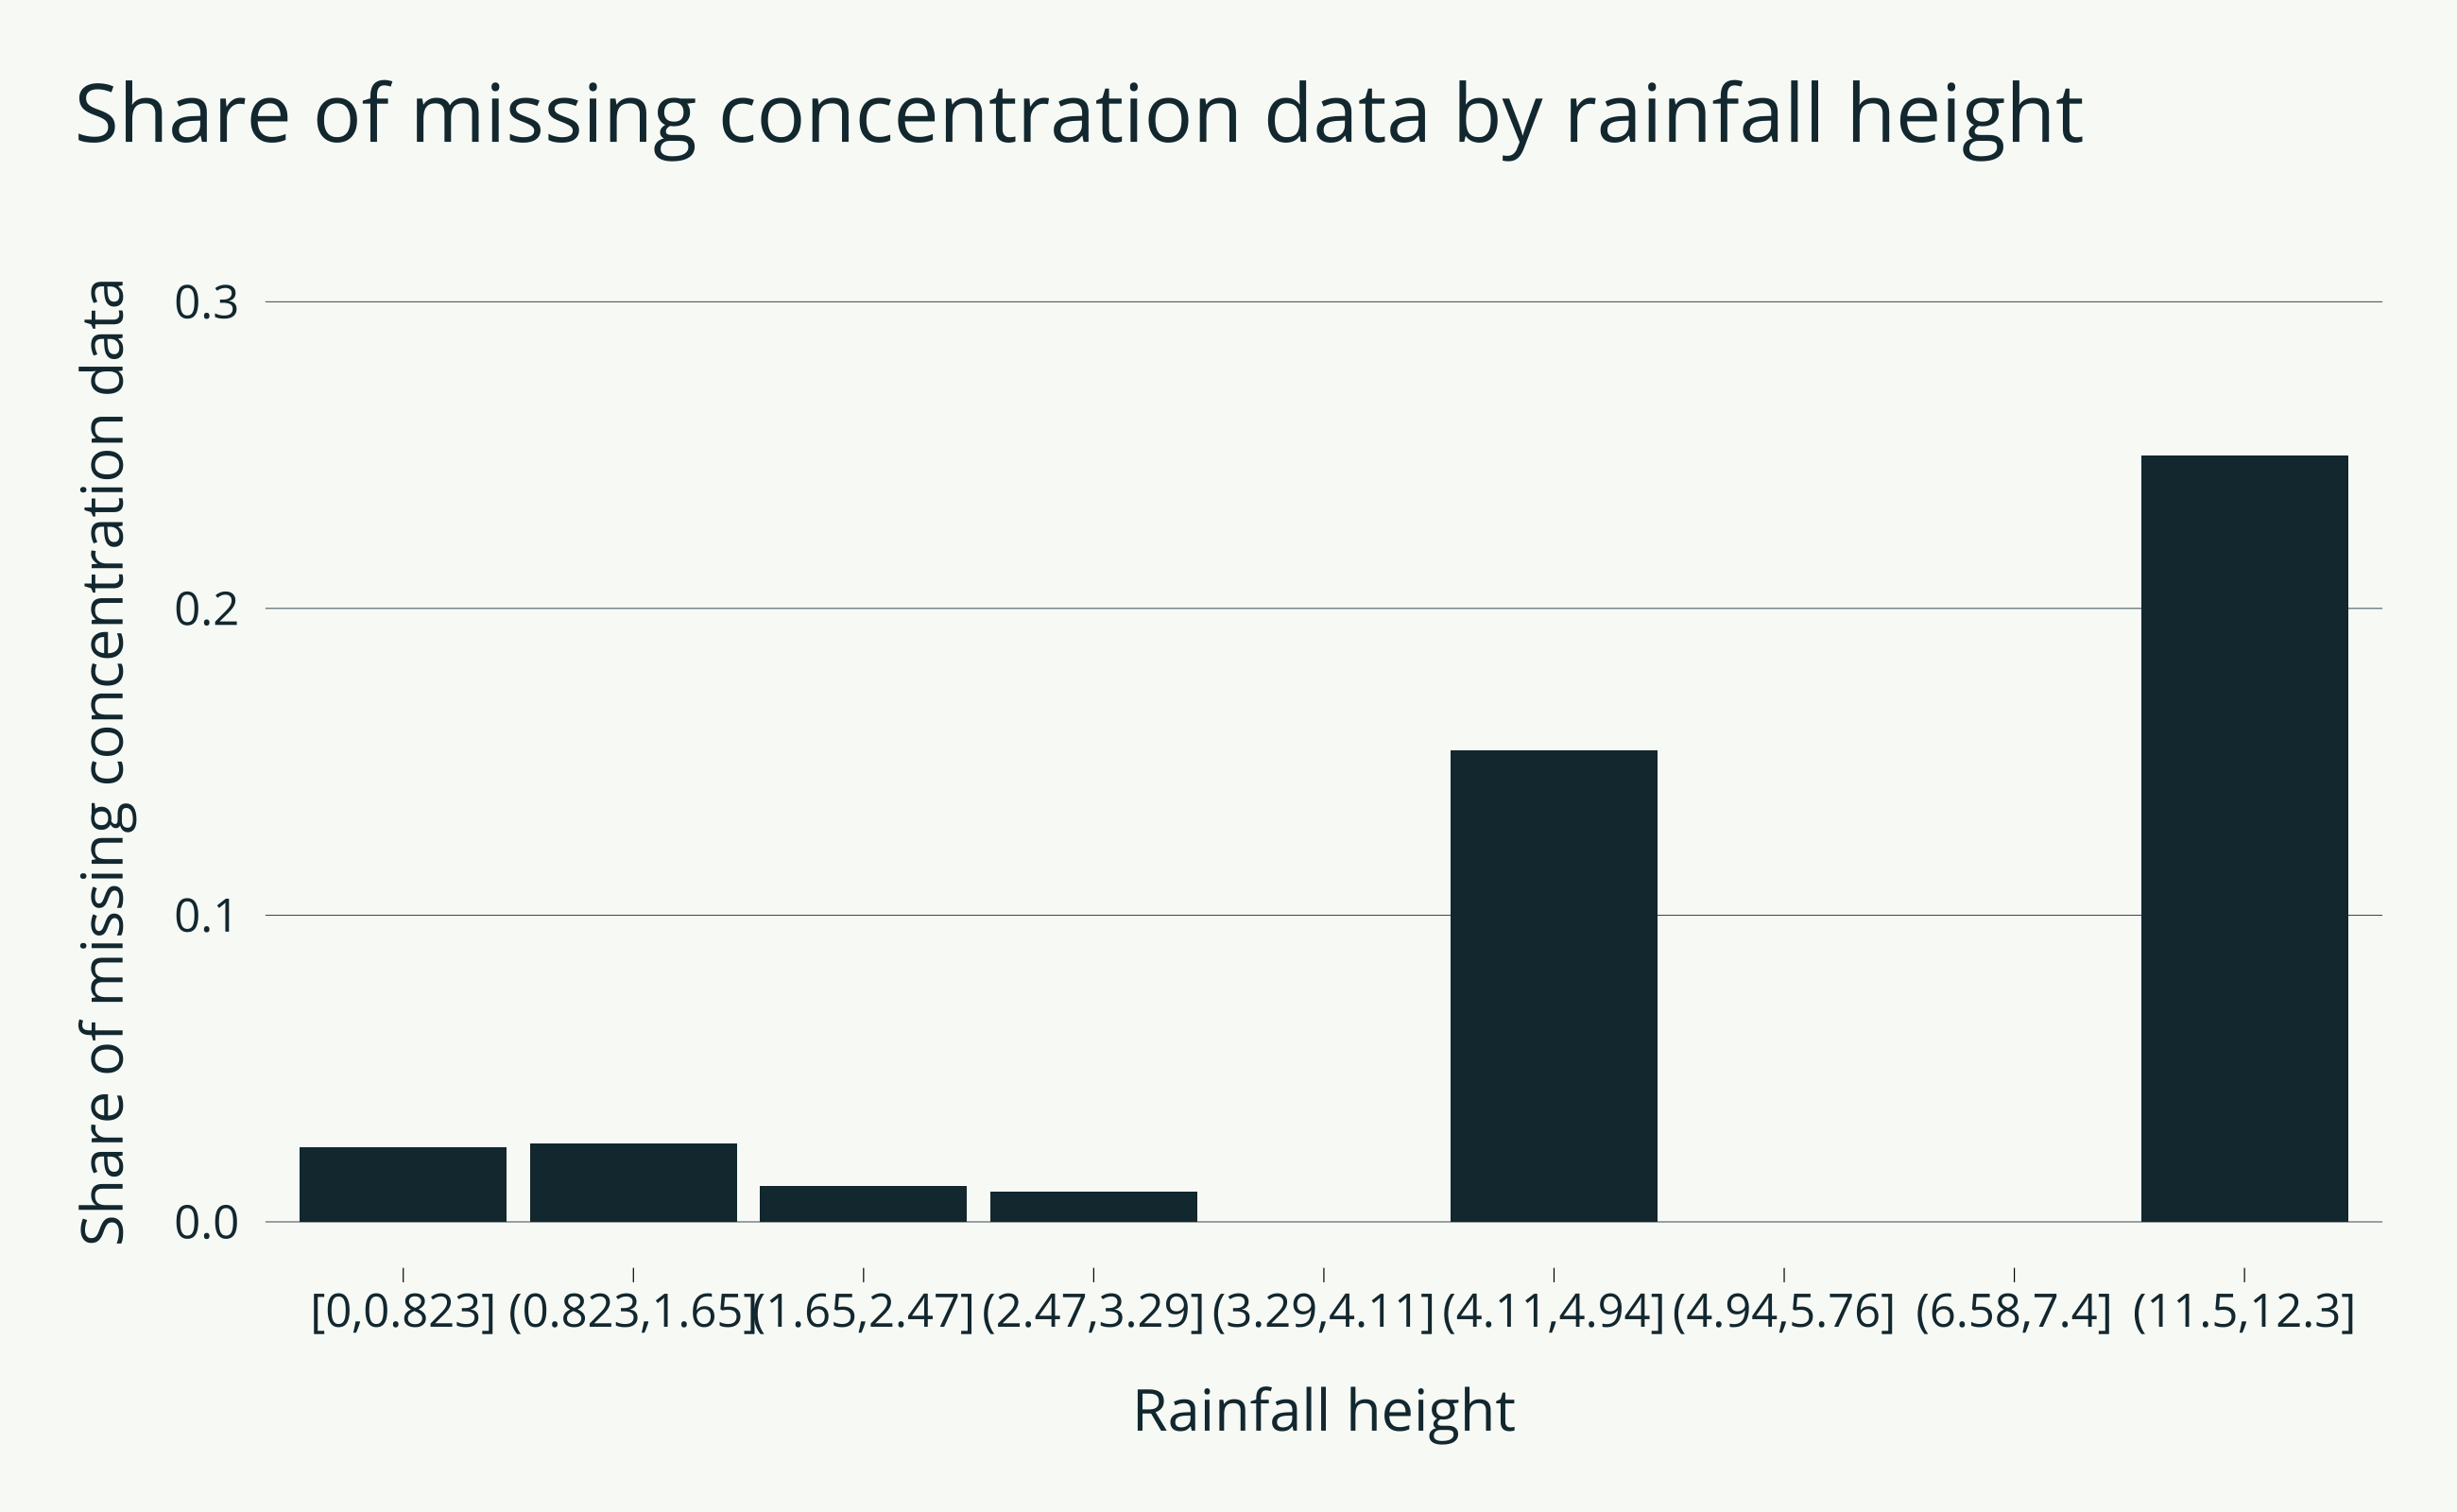 Share of missing concentration data by rainfall height
Share of missing concentration data
0.3
0.2
0.1
0.0
[0,0.823] (0.823,1.65] (1.65,2.47] (2.47,3.29] (3.29,4.11] (4.11,4.94] (4.94,5.76] (6.58,7.4] (11.5,12.3]
Rainfall height